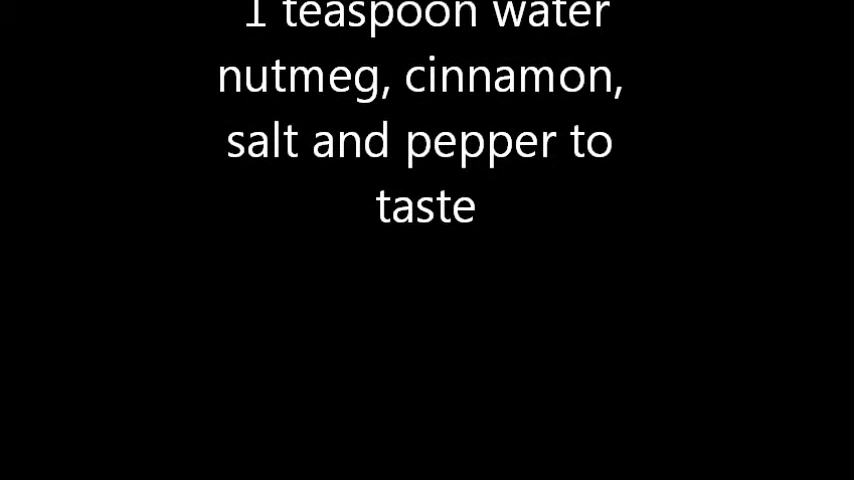 1 teaspoon water
nutmeg, cinnamon,
salt and pepper to
taste